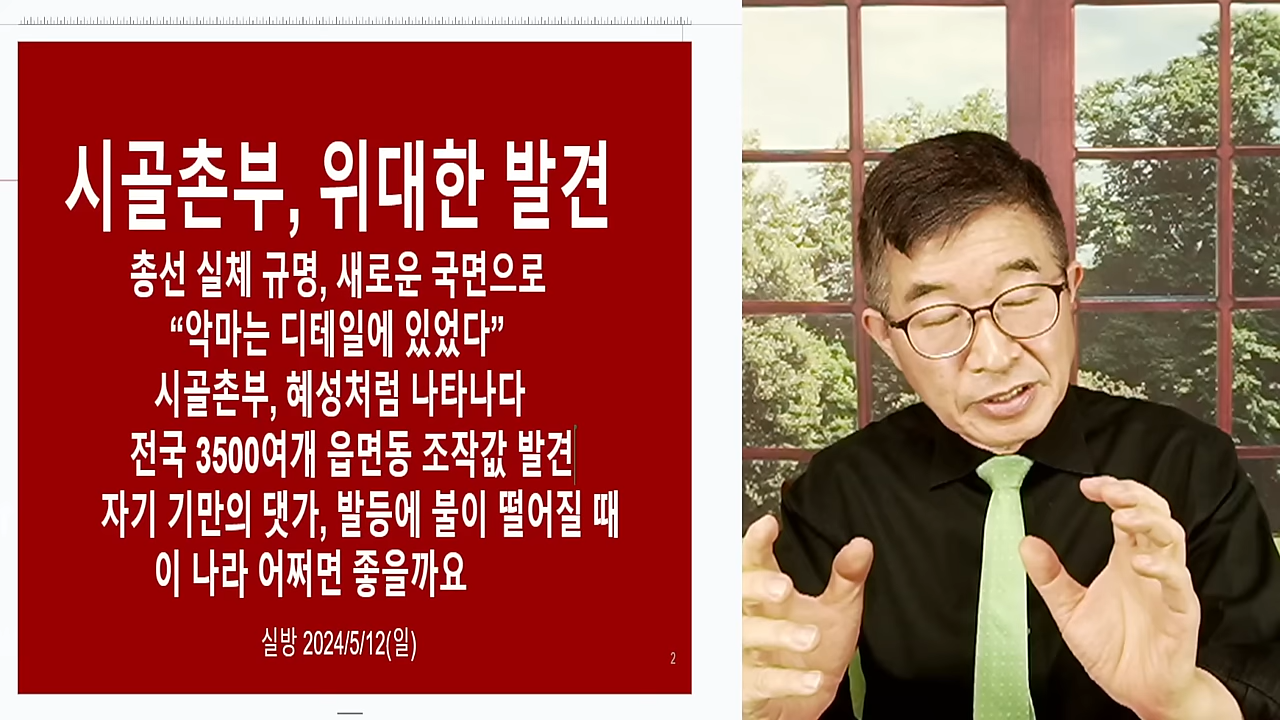 시골촌부, 위대한 발견
총선 실체 규명, 새로운 국면으로
“악마는 디테일에 있었다”
시골촌부, 혜성처럼 나타나다
전국 3500여개 읍면동 조작값 발견
자기 기만의 댓가, 발등에 불이 떨어질 때
이 나라 어쩌면 좋을까요
실방 2024/5/12(일)
2